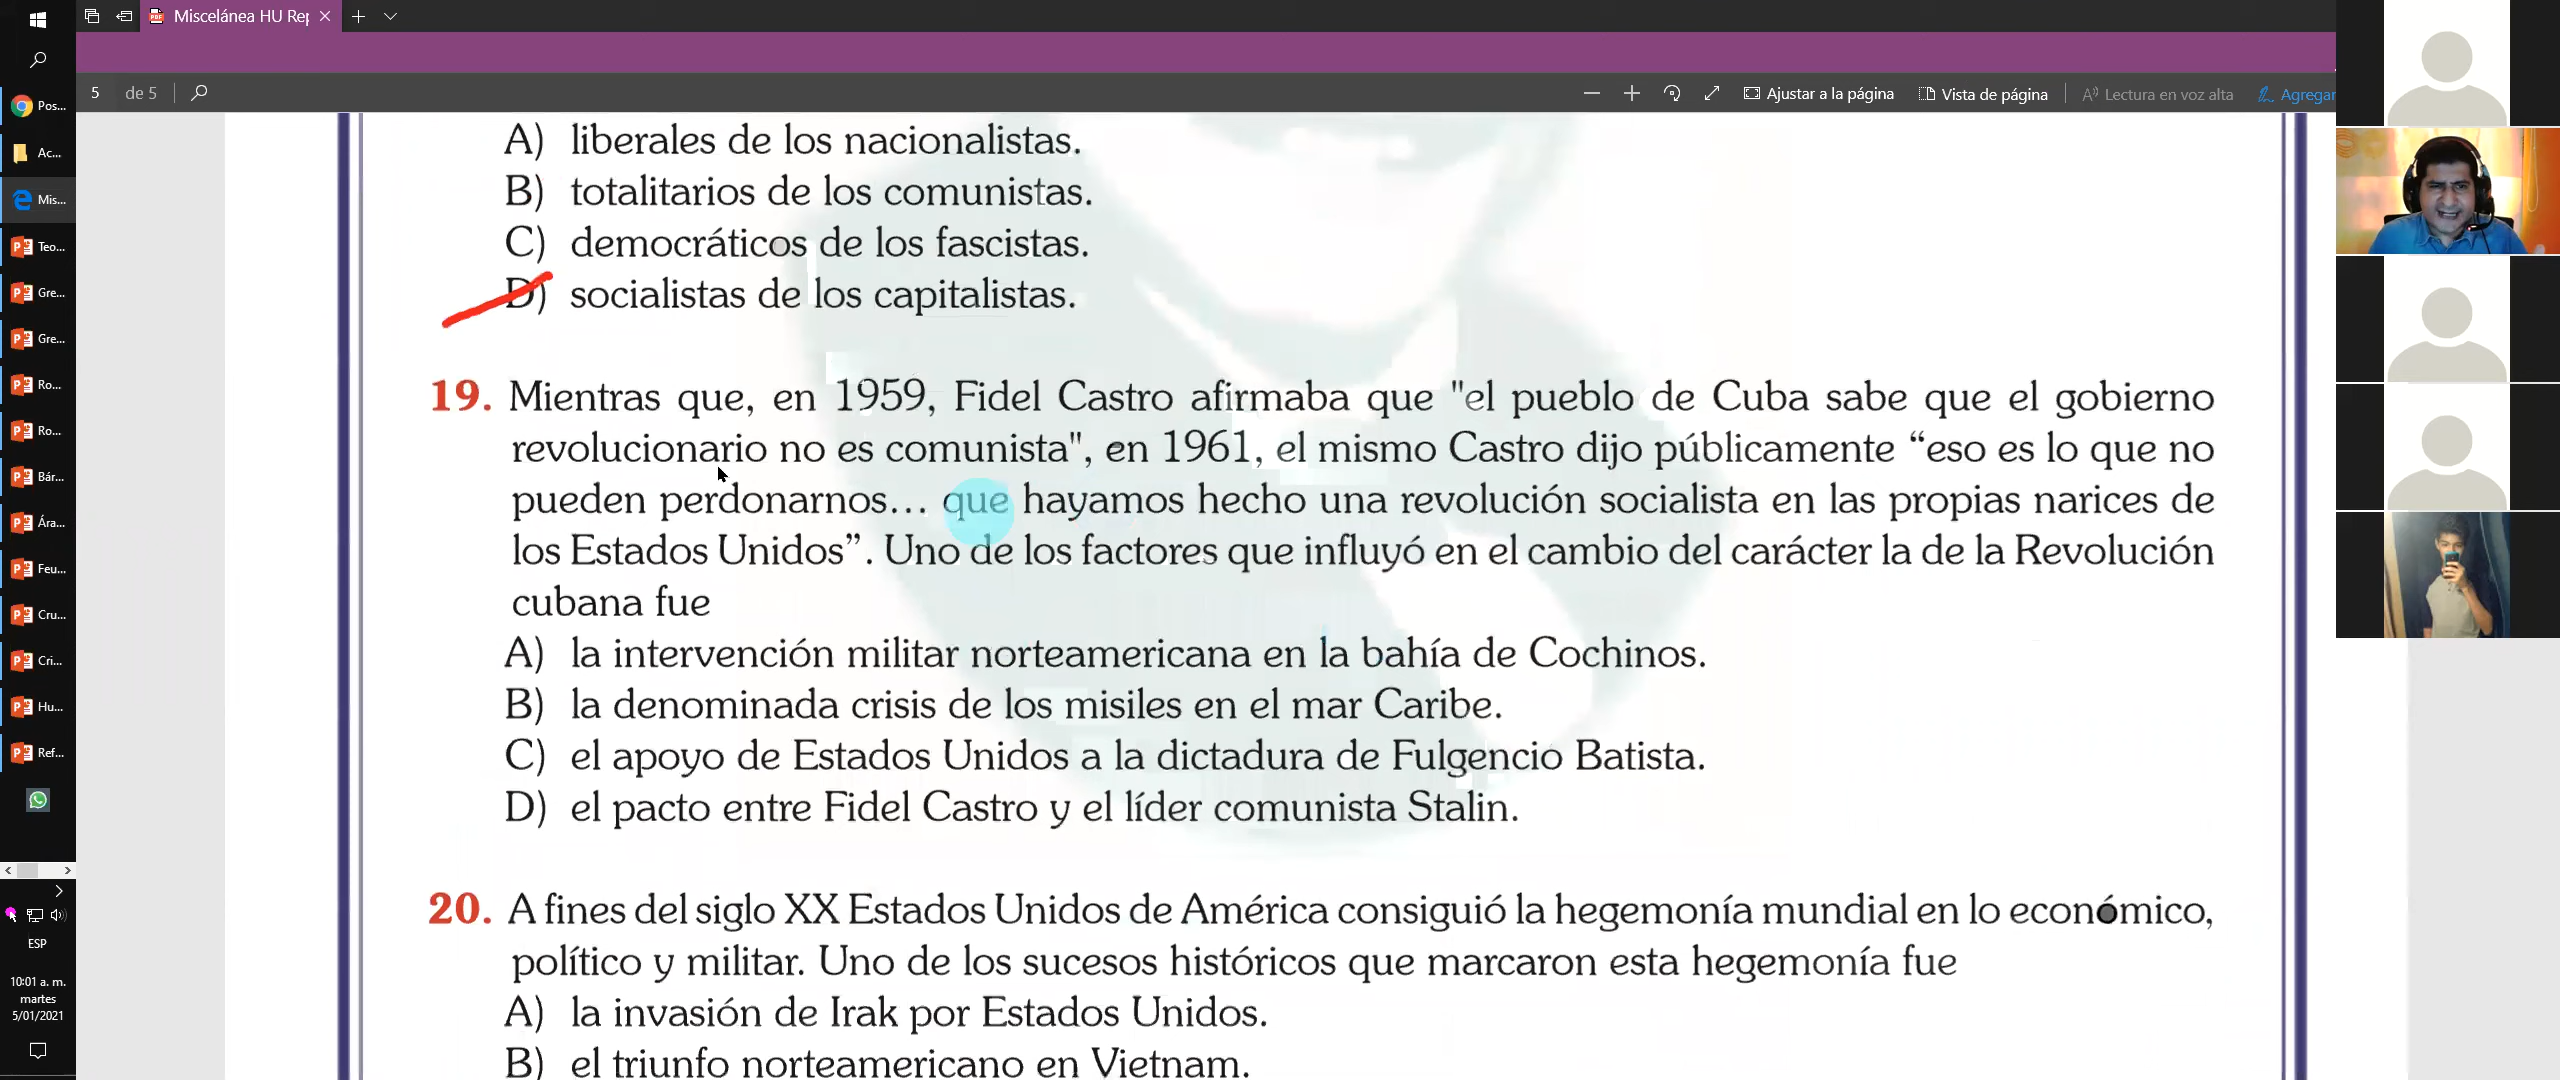 Miscelánea HU Rep
5 de 5
Ajustar a la página
Vista de página
Lectura en voz alta
Agregar
Pos...
Ac...
Mis...
Teo...
Gre...
Gre...
Ro...
Ro...
Bár...
Ára...
Feu...
Cru...
Cri...
Hu...
Ref...
ESP
10:01 a. m.
martes
5/01/2021
A) liberales de los nacionalistas.
B) totalitarios de los comunistas.
C) democráticos de los fascistas.
D) socialistas de los capitalistas.
19. Mientras que, en 1959, Fidel Castro afirmaba que "el pueblo de Cuba sabe que el gobierno
revolucionario no es comunista", en 1961, el mismo Castro dijo públicamente “eso es lo que no
pueden perdonarnos... que hayamos hecho una revolución socialista en las propias narices de
los Estados Unidos”. Uno de los factores que influyó en el cambio del carácter la de la Revolución
cubana fue
A) la intervención militar norteamericana en la bahía de Cochinos.
B) la denominada crisis de los misiles en el mar Caribe.
C) el apoyo de Estados Unidos a la dictadura de Fulgencio Batista.
D) el pacto entre Fidel Castro y el líder comunista Stalin.
20. A fines del siglo XX Estados Unidos de América consiguió la hegemonía mundial en lo económico,
político y militar. Uno de los sucesos históricos que marcaron esta hegemonía fue
A) la invasión de Irak por Estados Unidos.
B) el triunfo norteamericano en Vietnam.